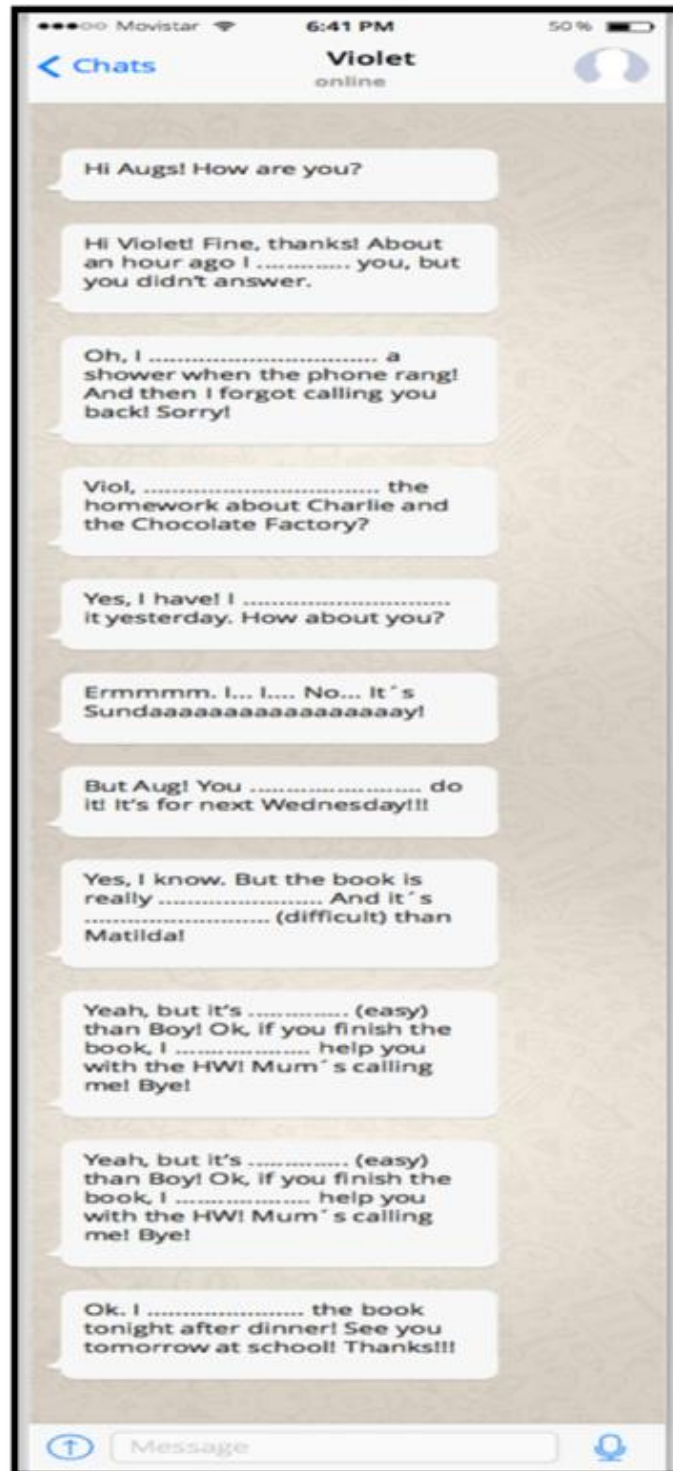 Movistar 6:41 PM 50%
Chats Violet
online
Hi Augs! How are you?
Hi Violet! Fine, thanks! About
an hour ago I ............. you, but
you didn't answer.
Oh, I ................................ a
shower when the phone rang!
And then I forgot calling you
back! Sorry!
Viol, ................................. the
homework about Charlie and
the Chocolate Factory?
Yes, I have! I .............................
it yesterday. How about you?
Ermmmm. I... I.... No... It´s
Sundaaaaaaaaaaaaaaaaaay!
But Aug! You ........................ do
it! It's for next Wednesday!!!
Yes, I know. But the book is
really ....................... And it´s
.......................... (difficult) than
Matilda!
Yeah, but it's .............. (easy)
than Boy! Ok, if you finish the
book, I ................... help you
with the HW! Mum´s calling
me! Bye!
Yeah, but it's .............. (easy)
than Boy! Ok, if you finish the
book, I ................... help you
with the HW! Mum´s calling
me! Bye!
Ok. I ...................... the book
tonight after dinner! See you
tomorrow at school! Thanks!!!
Message